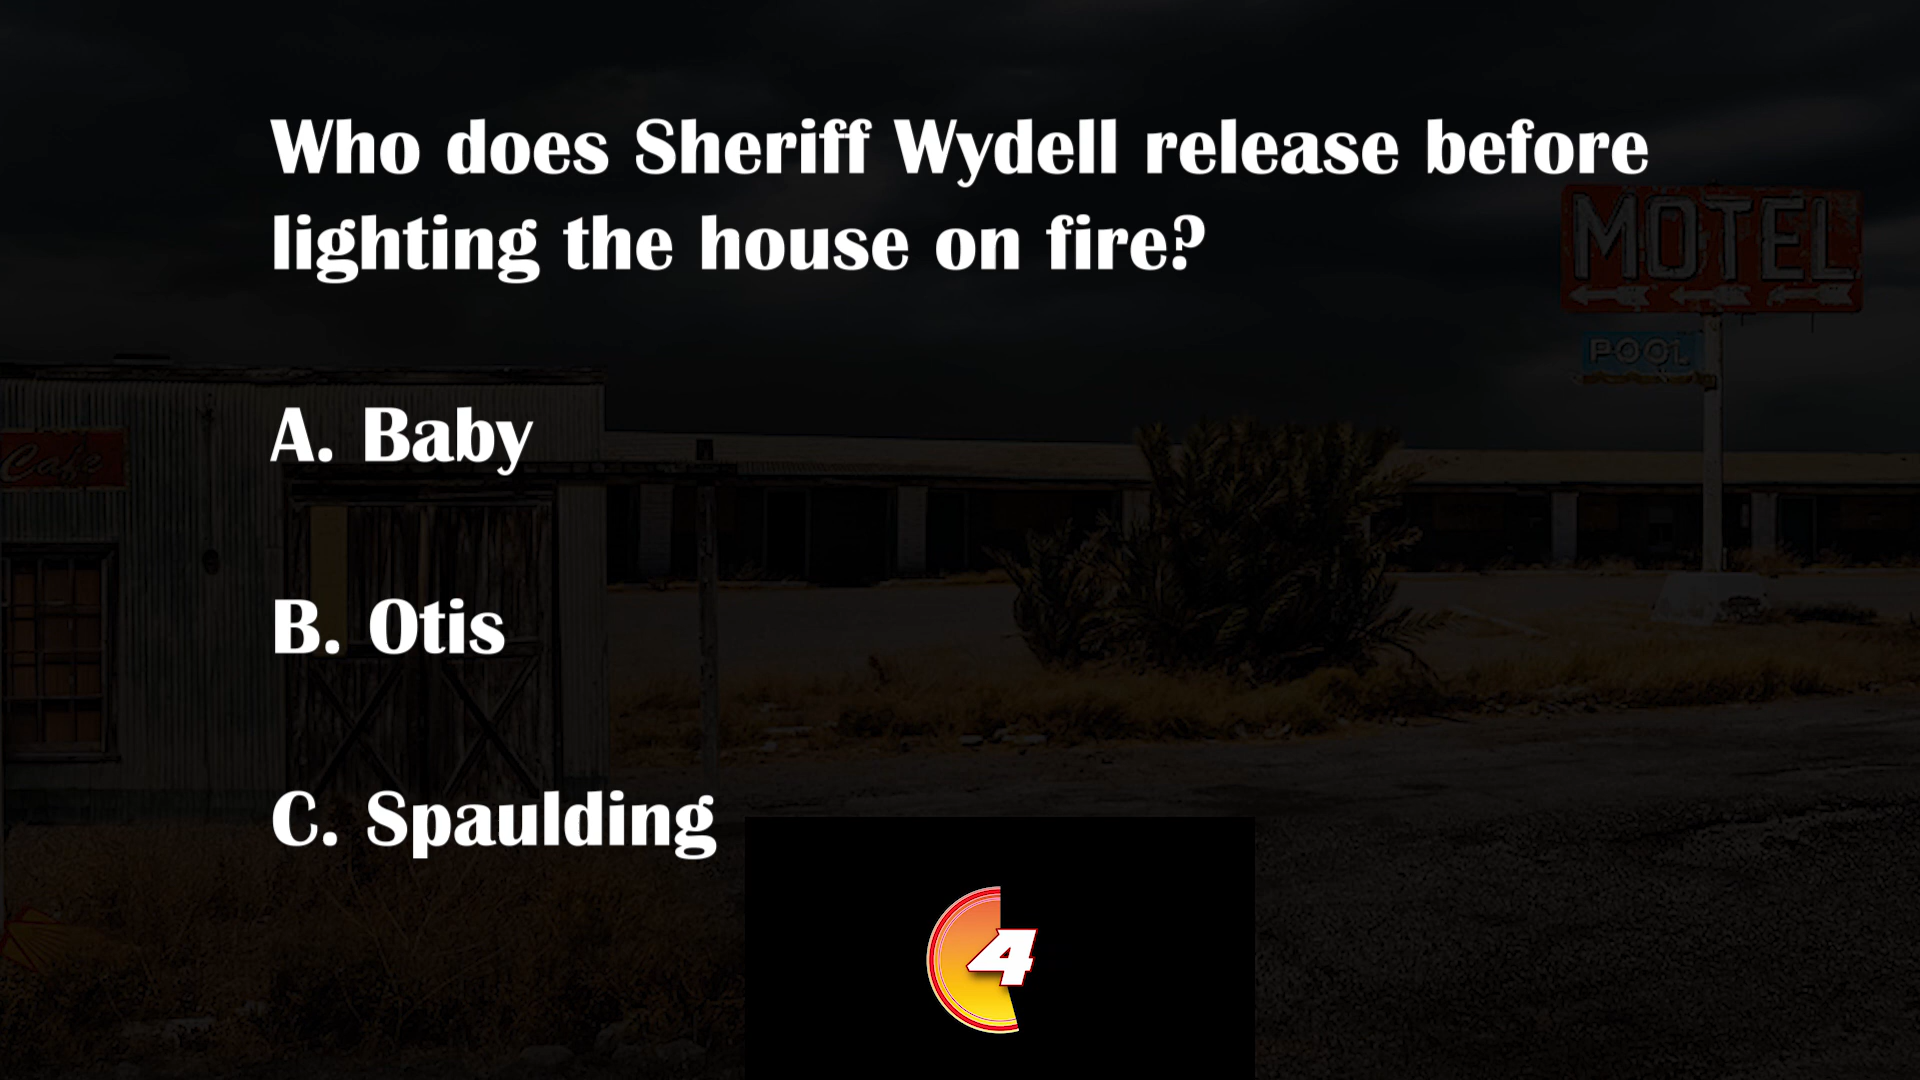 Who does Sheriff Wydell release before
lighting the house on fire?
MOTEL
POOL
A. Baby
Cafe
B. Otis
C. Spaulding
4